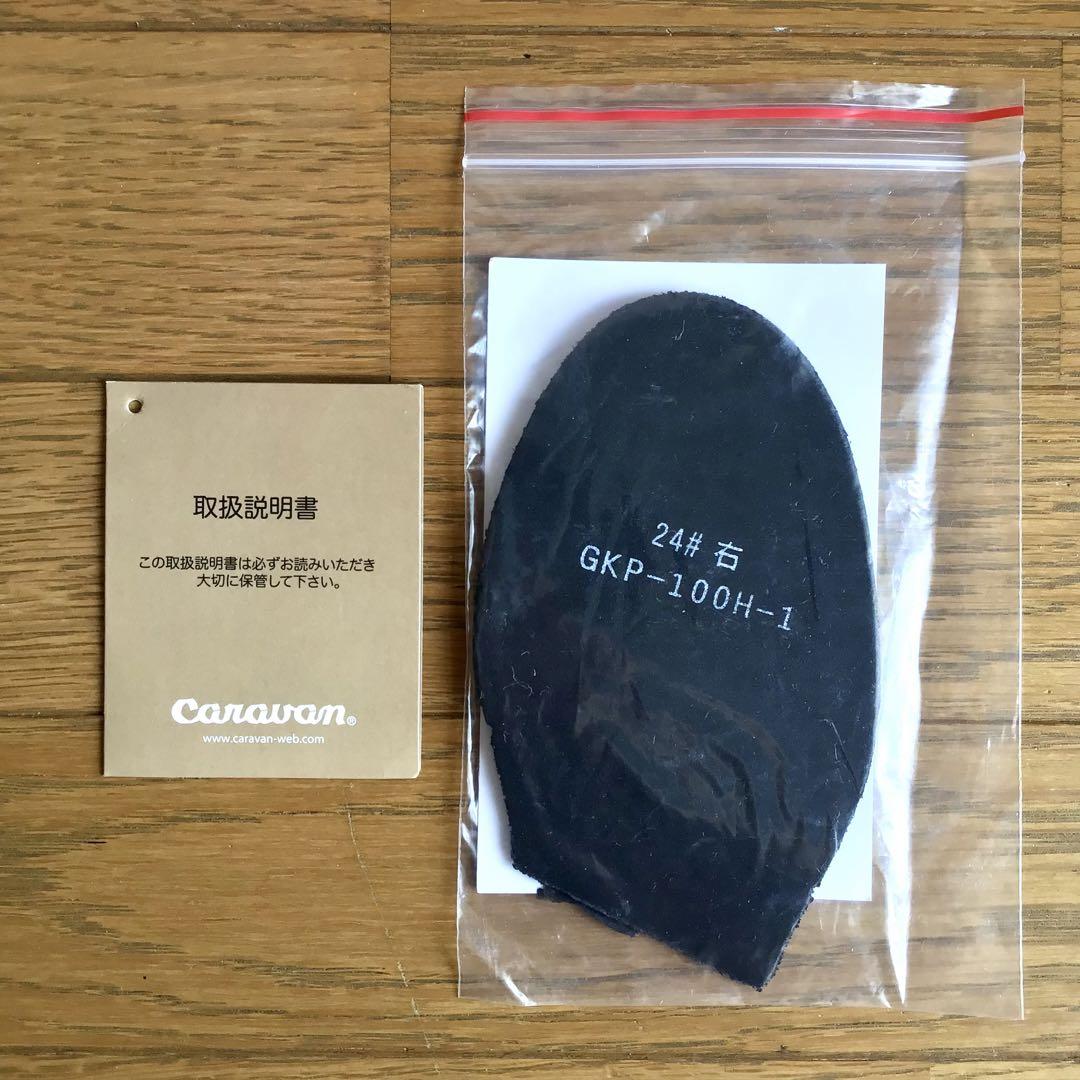 取扱説明書
この取扱説明書は必ずお読みいただき
大切に保管して下さい。
Caravan®
www.caravan-web.com
24# 右
GKP-100H-1